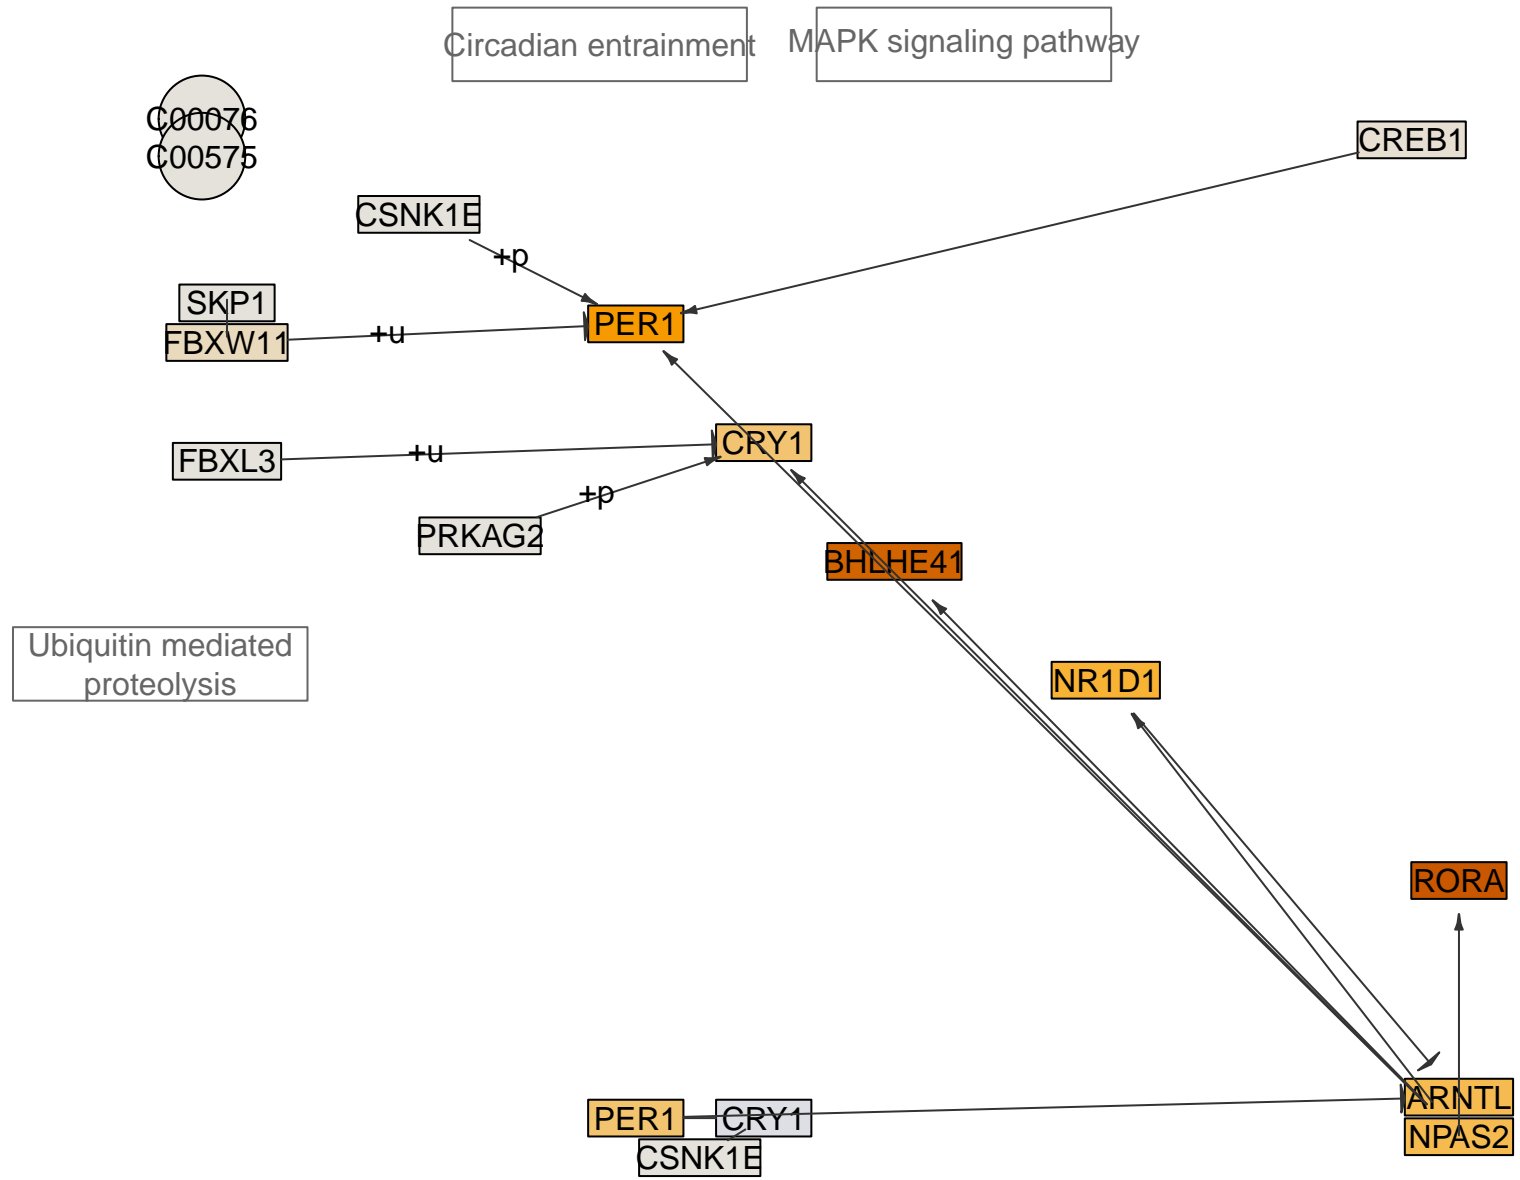 Circadian entrainment
MAPK signaling pathway
C00076
C00575
CREB1
CSNK1E
+p
SKP1
FBXW11
+u
PER1
FBXL3
+u
CRY1
+p
PRKAG2
BHLHE41
Ubiquitin mediated
proteolysis
NR1D1
RORA
ARNTL
NPAS2
PER1
CRY1
CSNK1E